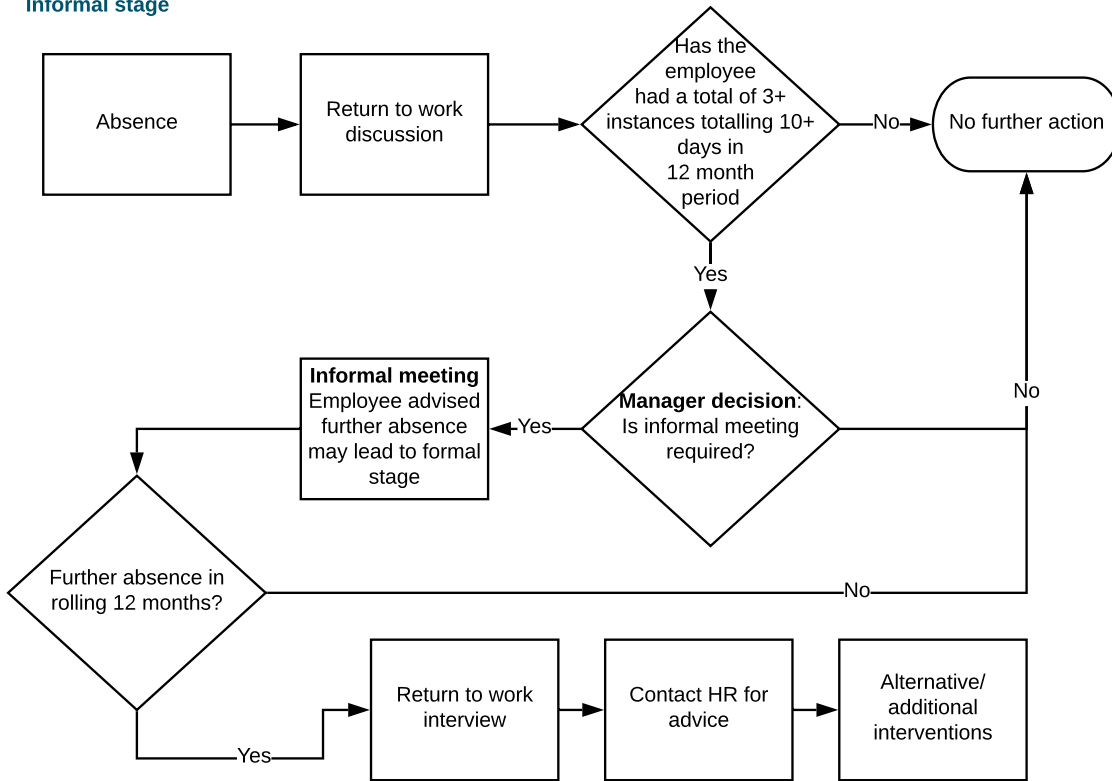 Informal stage
Absence
Return to work
discussion
Has the
employee
had a total of 3+
instances totalling 10+
days in
12 month
period
No
No further action
Yes
Manager decision:
Is informal meeting
required?
No
Yes
Informal meeting
Employee advised
further absence
may lead to formal
stage
Further absence in
rolling 12 months?
No
Yes
Return to work
interview
Contact HR for
advice
Alternative/
additional
interventions